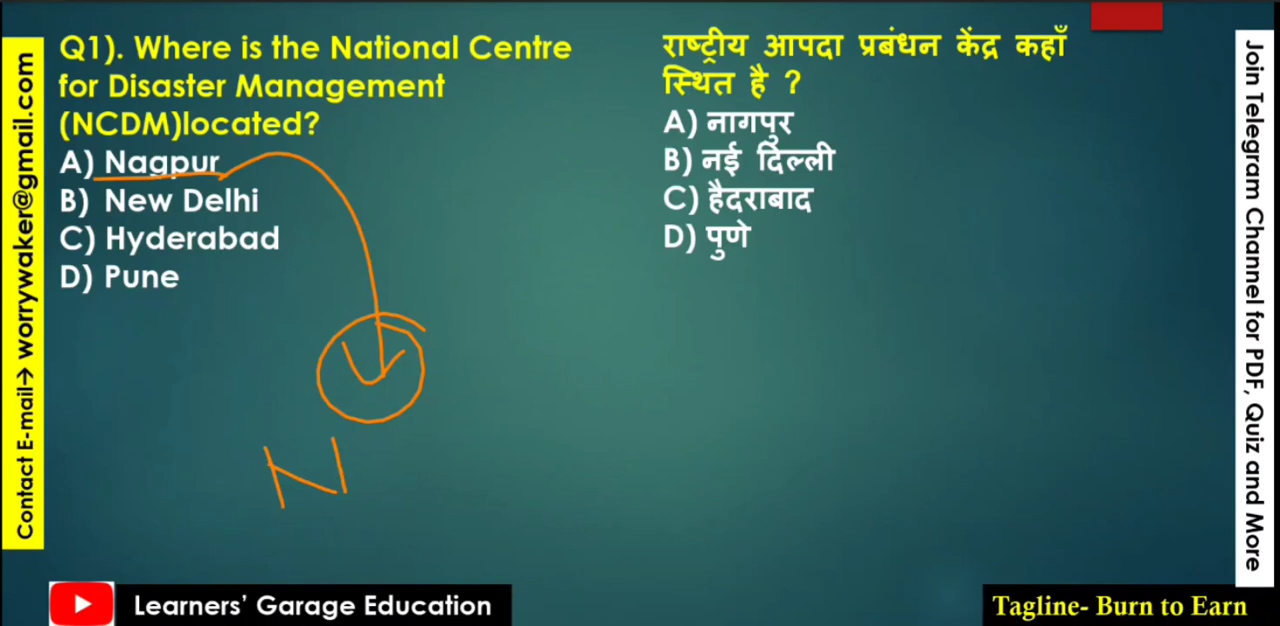 Q1). Where is the National Centre
for Disaster Management
(NCDM)located?
A) Nagpur
B) New Delhi
C) Hyderabad
D) Pune
राष्ट्रीय आपदा प्रबंधन केंद्र कहाँ
स्थित है ?
A) नागपुर
B) नई दिल्ली
C) हैदराबाद
D) पुणे
N
Contact E-mail→ worrywaker@gmail.com
Join Telegram Channel for PDF, Quiz and More
Learners’ Garage Education
Tagline- Burn to Earn